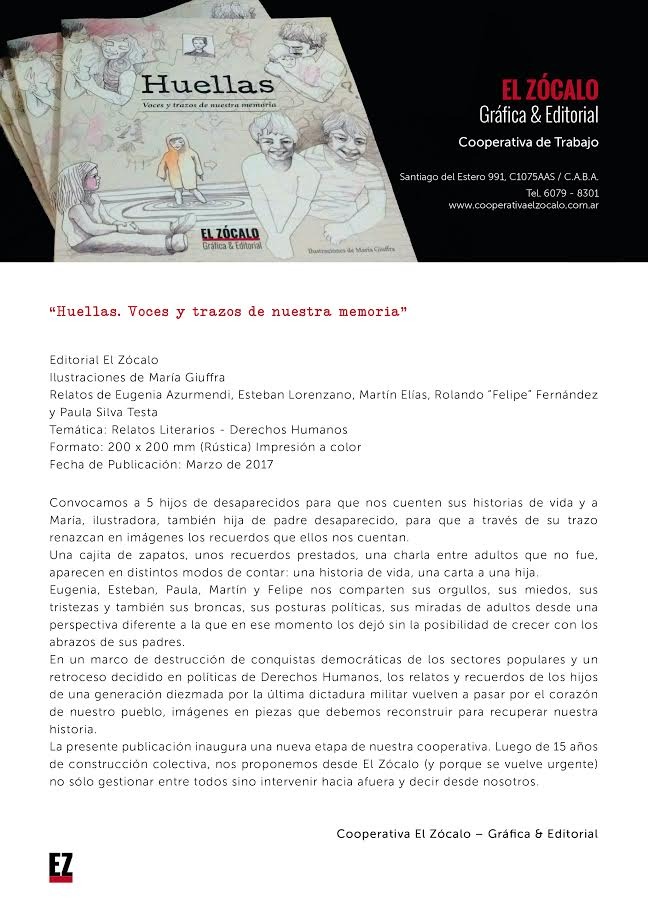 Huellas
Voces y trazos de nuestra memoria
EL ZÓCALO
Gráfica & Editorial
Ilustraciones de María Giuffra
EL ZÓCALO
Gráfica & Editorial
Cooperativa de Trabajo
Santiago del Estero 991, C1075AAS / C.A.B.A.
Tel. 6079 - 8301
www.cooperativaelzocalo.com.ar
“Huellas. Voces y trazos de nuestra memoria”
Editorial El Zócalo
Ilustraciones de María Giuffra
Relatos de Eugenia Azurmendi, Esteban Lorenzano, Martín Elías, Rolando “Felipe” Fernández
y Paula Silva Testa
Temática: Relatos Literarios - Derechos Humanos
Formato: 200 x 200 mm (Rústica) Impresión a color
Fecha de Publicación: Marzo de 2017
Convocamos a 5 hijos de desaparecidos para que nos cuenten sus historias de vida y a
María, ilustradora, también hija de padre desaparecido, para que a través de su trazo
renazcan en imágenes los recuerdos que ellos nos cuentan.
Una cajita de zapatos, unos recuerdos prestados, una charla entre adultos que no fue,
aparecen en distintos modos de contar: una historia de vida, una carta a una hija.
Eugenia, Esteban, Paula, Martín y Felipe nos comparten sus orgullos, sus miedos, sus
tristezas y también sus broncas, sus posturas políticas, sus miradas de adultos desde una
perspectiva diferente a la que en ese momento los dejó sin la posibilidad de crecer con los
abrazos de sus padres.
En un marco de destrucción de conquistas democráticas de los sectores populares y un
retroceso decidido en políticas de Derechos Humanos, los relatos y recuerdos de los hijos
de una generación diezmada por la última dictadura militar vuelven a pasar por el corazón
de nuestro pueblo, imágenes en piezas que debemos reconstruir para recuperar nuestra
historia.
La presente publicación inaugura una nueva etapa de nuestra cooperativa. Luego de 15 años
de construcción colectiva, nos proponemos desde El Zócalo (y porque se vuelve urgente)
no sólo gestionar entre todos sino intervenir hacia afuera y decir desde nosotros.
Cooperativa El Zócalo – Gráfica & Editorial
EZ